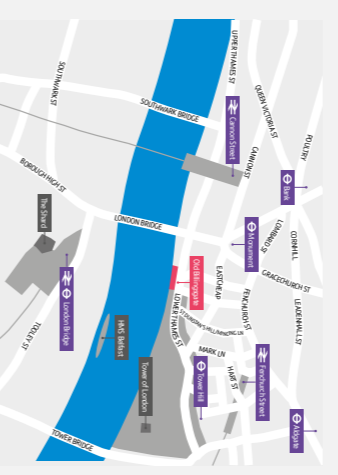 UPPER THAMES ST
QUEEN VICTORIA ST
POULTRY
SOUTHWARK ST
SOUTHWARK BRIDGE
Cannon Street
CANNON ST
Bank
BOROUGH HIGH ST
The Shard
LONDON BRIDGE
Monument
LOMBARD ST
CORNHILL
GRACECHURCH ST
LEADENHALL ST
London Bridge
Old Billingsgate
EASTCHEAP
FENCHURCH ST
LOWER THAMES ST
ST DUNSTAN'S HILL
MINCING LN
TOOLEY ST
HMS Belfast
MARK LN
HART ST
Fenchurch Street
Tower of London
Tower Hill
Aldgate
TOWER BRIDGE